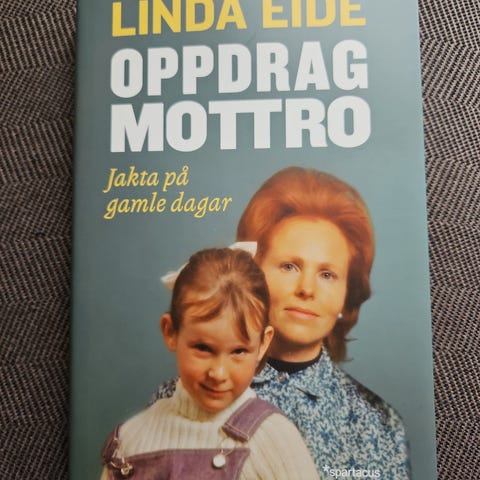 LINDA EIDE
OPPDRAG
MOTTRO
Jakta på
gamle dagar
*spartacus